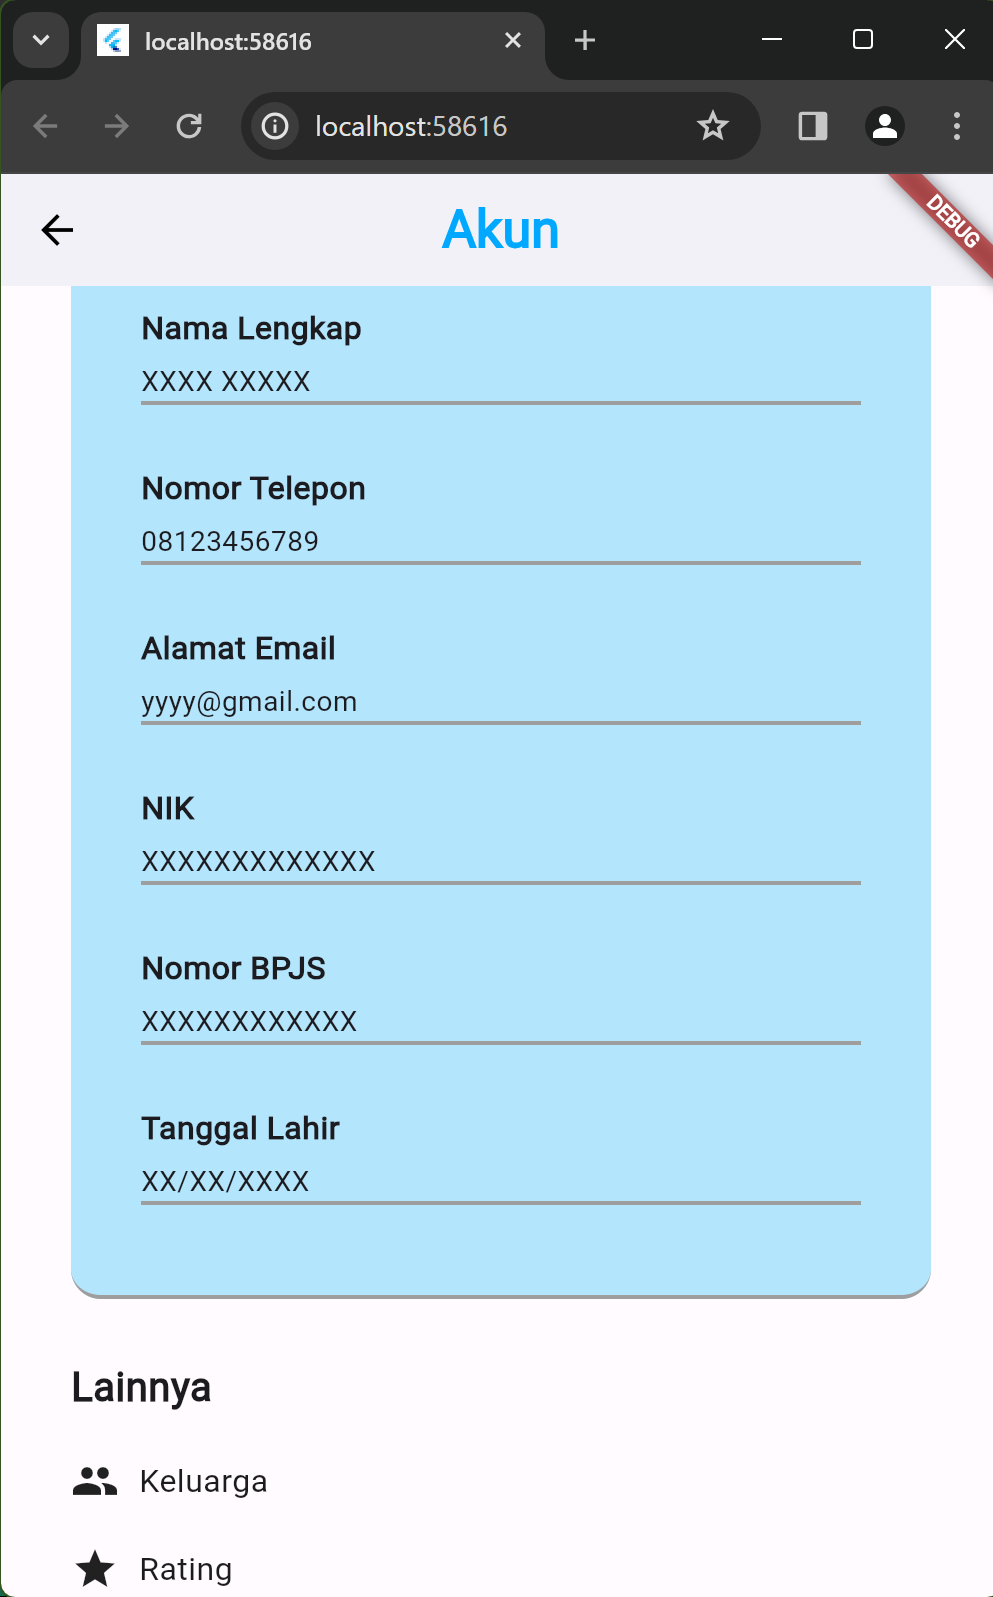 localhost:58616
localhost:58616
Akun
DEBUG
Nama Lengkap
XXXX XXXXX
Nomor Telepon
08123456789
Alamat Email
yyyy@gmail.com
NIK
XXXXXXXXXXXXX
Nomor BPJS
XXXXXXXXXXXX
Tanggal Lahir
XX/XX/XXXX
Lainnya
Keluarga
Rating